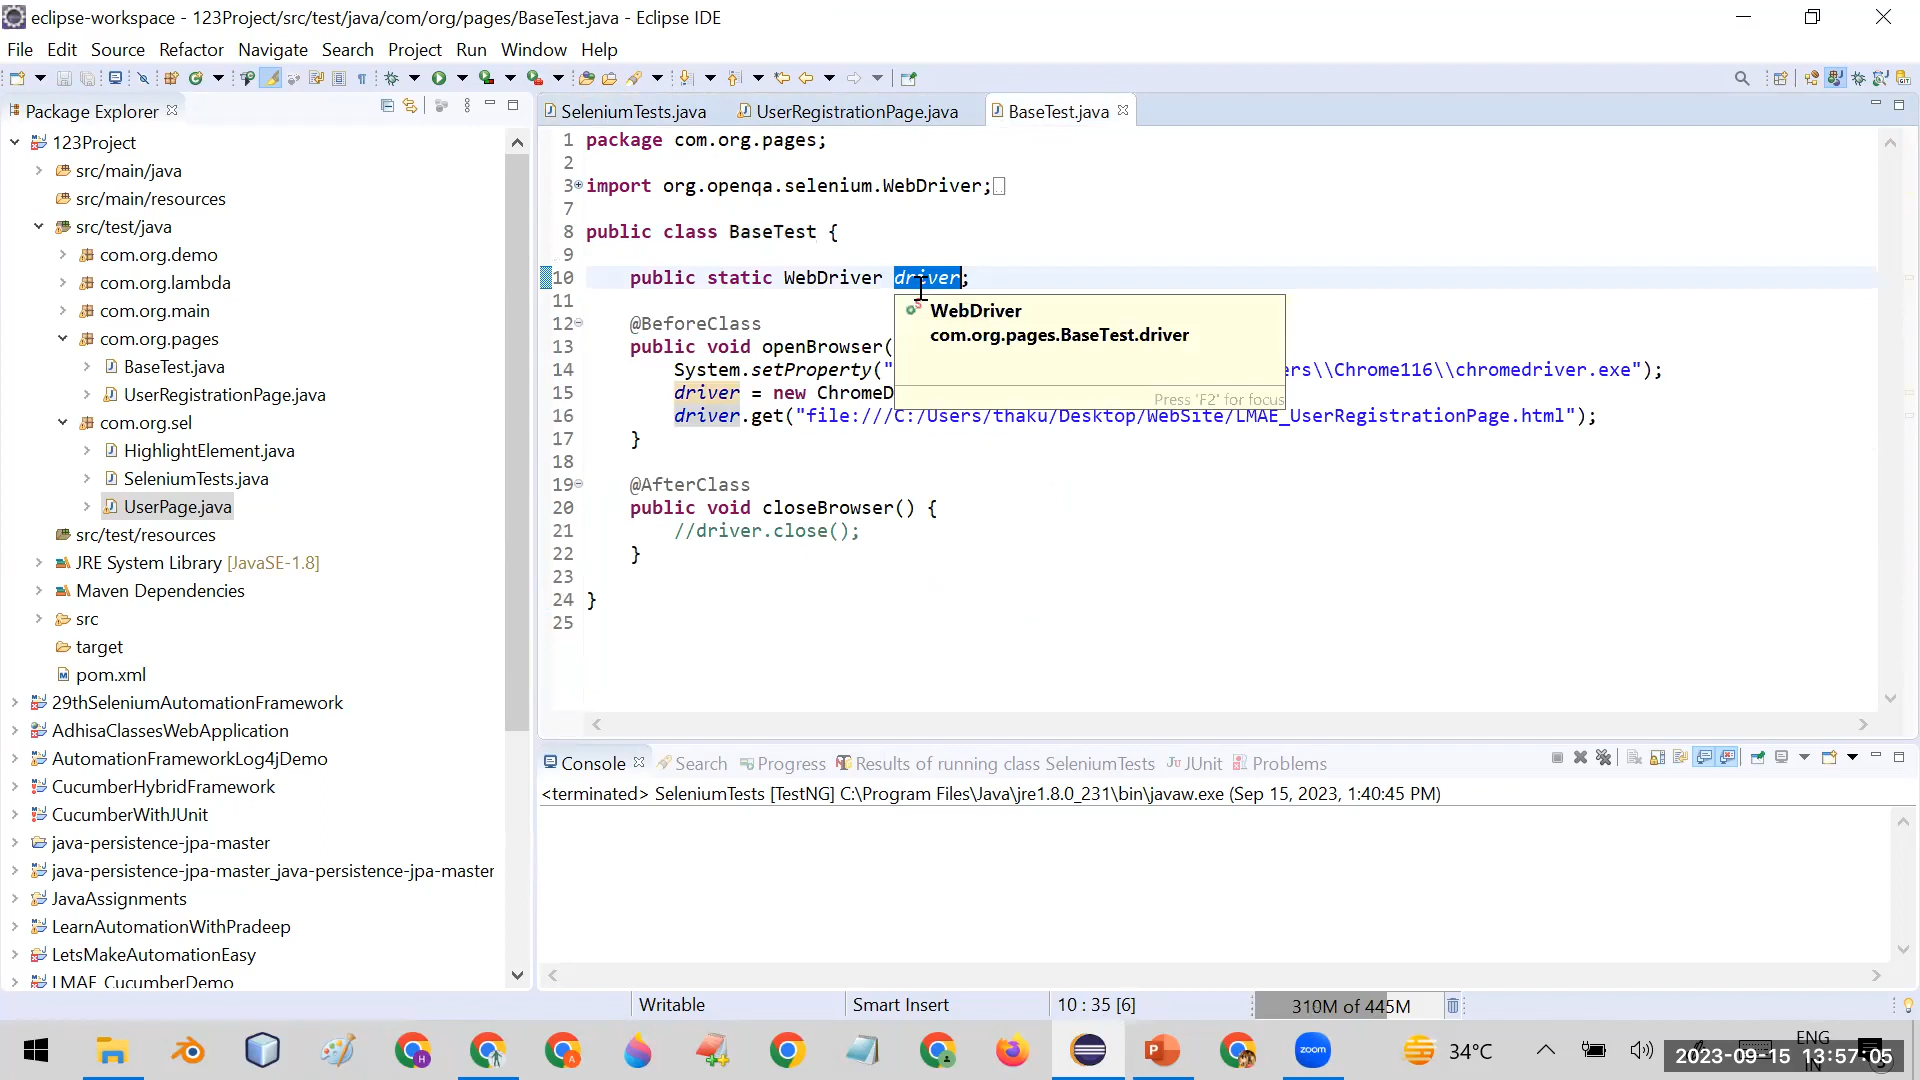 eclipse-workspace - 123Project/src/test/java/com/org/pages/BaseTest.java - Eclipse IDE
File Edit Source Refactor Navigate Search Project Run Window Help
Package Explorer
123Project
src/main/java
src/main/resources
src/test/java
com.org.demo
com.org.lambda
com.org.main
com.org.pages
BaseTest.java
UserRegistrationPage.java
com.org.sel
HighlightElement.java
SeleniumTests.java
UserPage.java
src/test/resources
JRE System Library [JavaSE-1.8]
Maven Dependencies
src
target
pom.xml
29thSeleniumAutomationFramework
AdhisaClassesWebApplication
AutomationFrameworkLog4jDemo
CucumberHybridFramework
CucumberWithJUnit
java-persistence-jpa-master
java-persistence-jpa-master_java-persistence-jpa-master
JavaAssignments
LearnAutomationWithPradeep
LetsMakeAutomationEasy
LMAE_CucumberDemo
SeleniumTests.java UserRegistrationPage.java BaseTest.java
1 package com.org.pages;
2
3 import org.openqa.selenium.WebDriver;
7
8 public class BaseTest {
9
10 public static WebDriver driver;
11
12 @BeforeClass
13 public void openBrowser(
14 System.setProperty(" ers\\Chrome116\\chromedriver.exe");
15 driver = new ChromeD
16 driver.get("file:///C:/Users/thaku/Desktop/WebSite/LMAE_UserRegistrationPage.html");
17 }
18
19 @AfterClass
20 public void closeBrowser() {
21 //driver.close();
22 }
23
24 }
25
WebDriver
com.org.pages.BaseTest.driver
Press 'F2' for focus
Console Search Progress Results of running class SeleniumTests JUnit Problems
<terminated> SeleniumTests [TestNG] C:\Program Files\Java\jre1.8.0_231\bin\javaw.exe (Sep 15, 2023, 1:40:45 PM)
Writable Smart Insert 10 : 35 [6] 310M of 445M
zoom 34°C ENG
2023-09-15 13:57:05